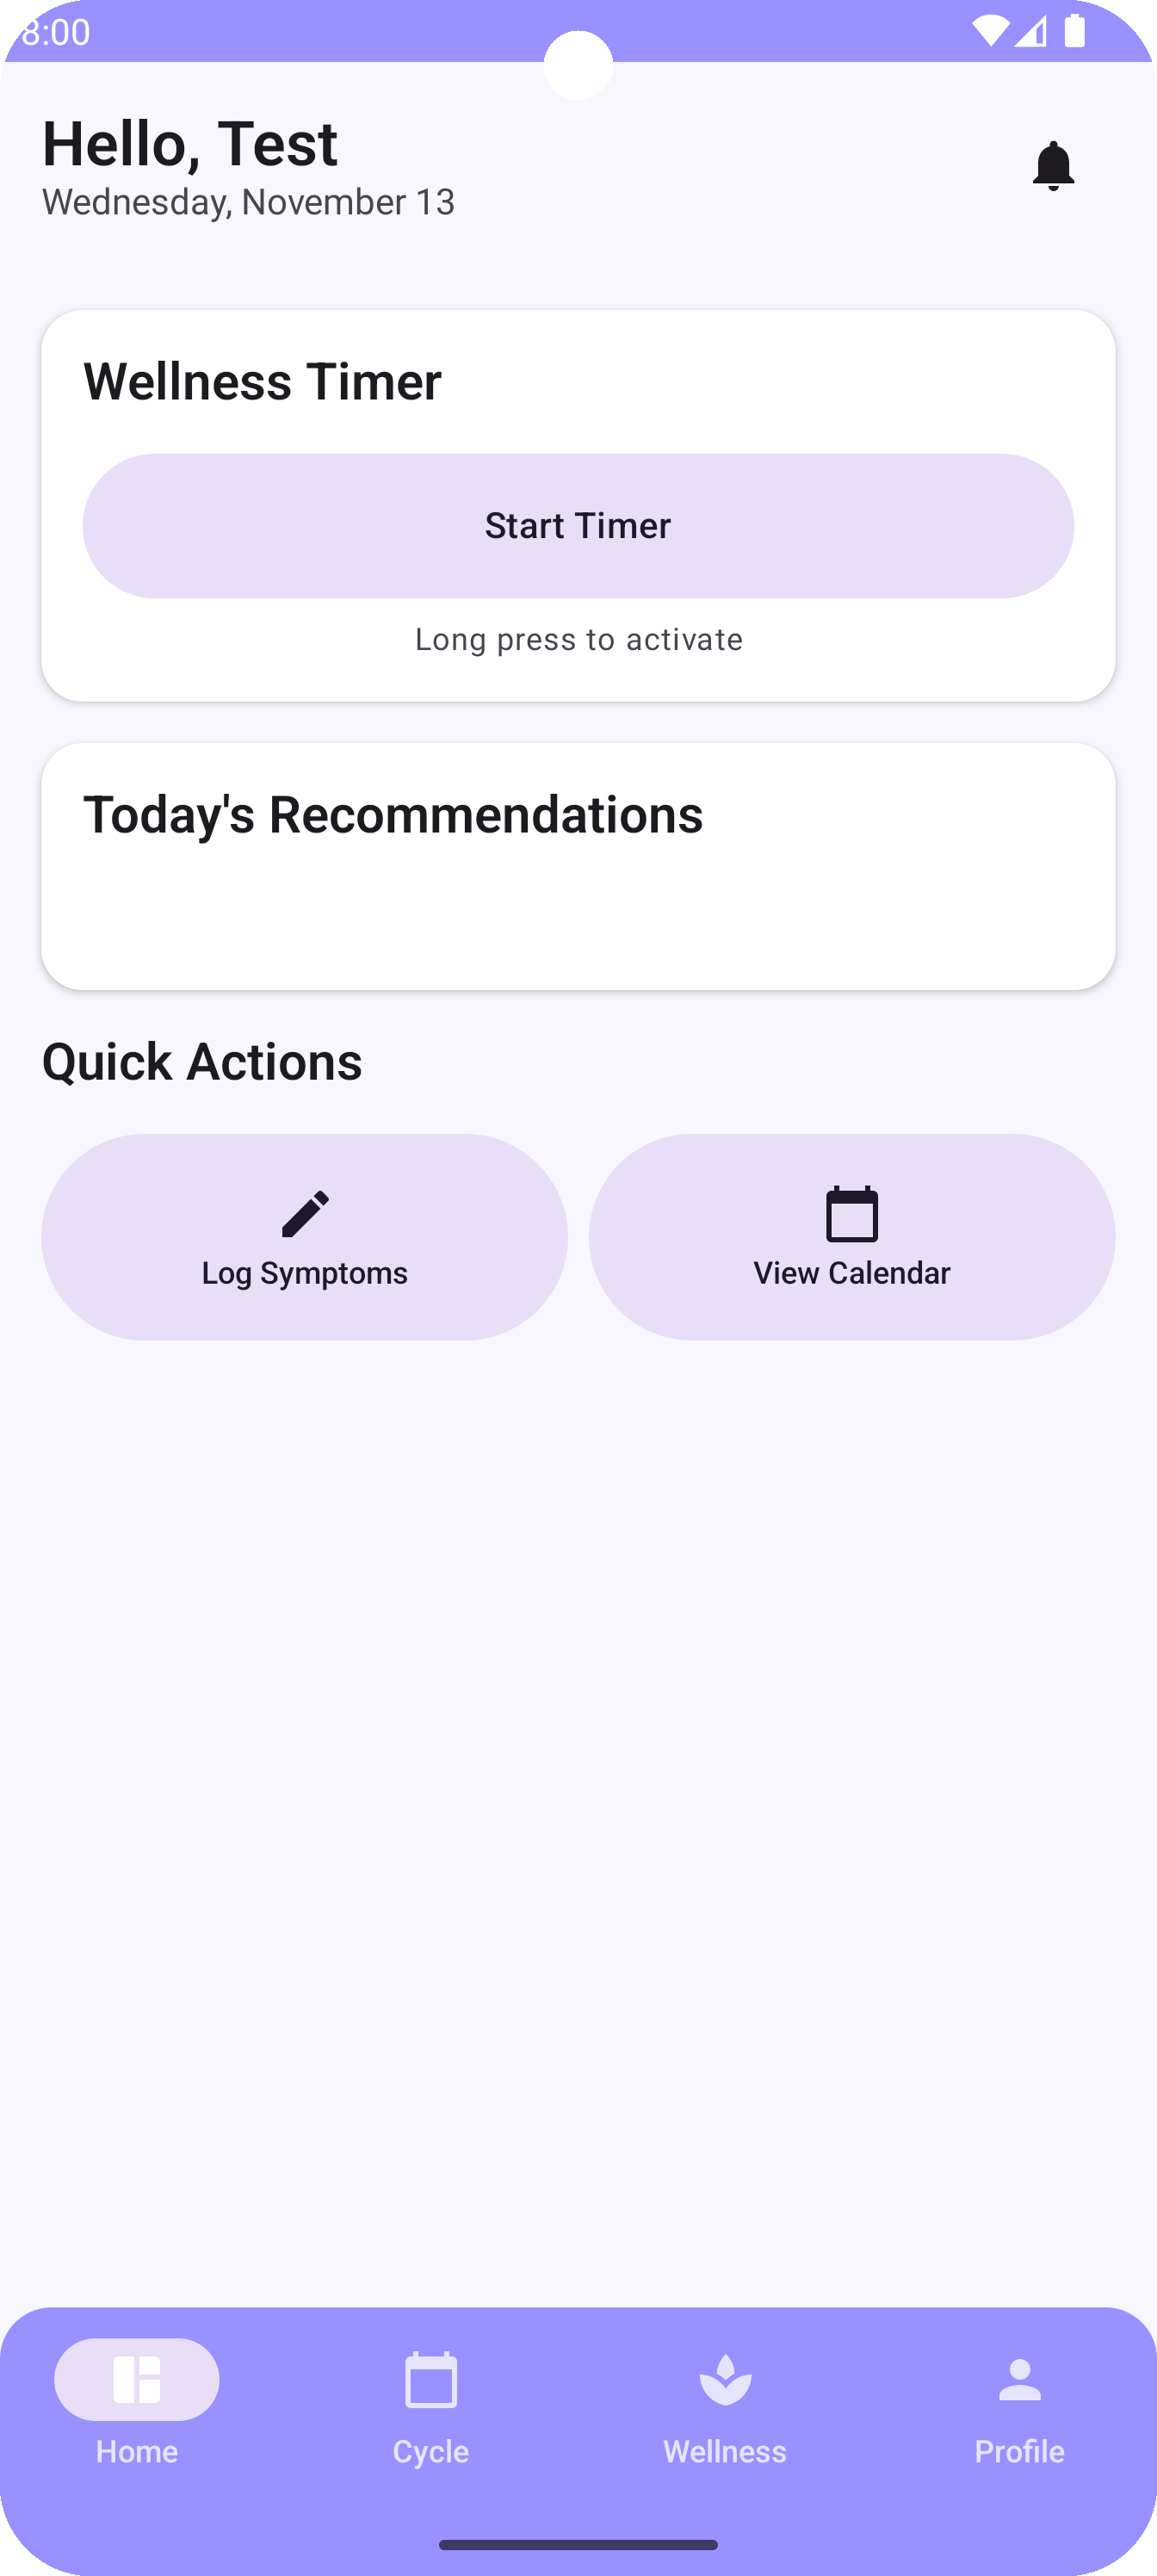 8:00
Hello, Test
Wednesday, November 13
Wellness Timer
Start Timer
Long press to activate
Today's Recommendations
Quick Actions
Log Symptoms
View Calendar
Home
Cycle
Wellness
Profile